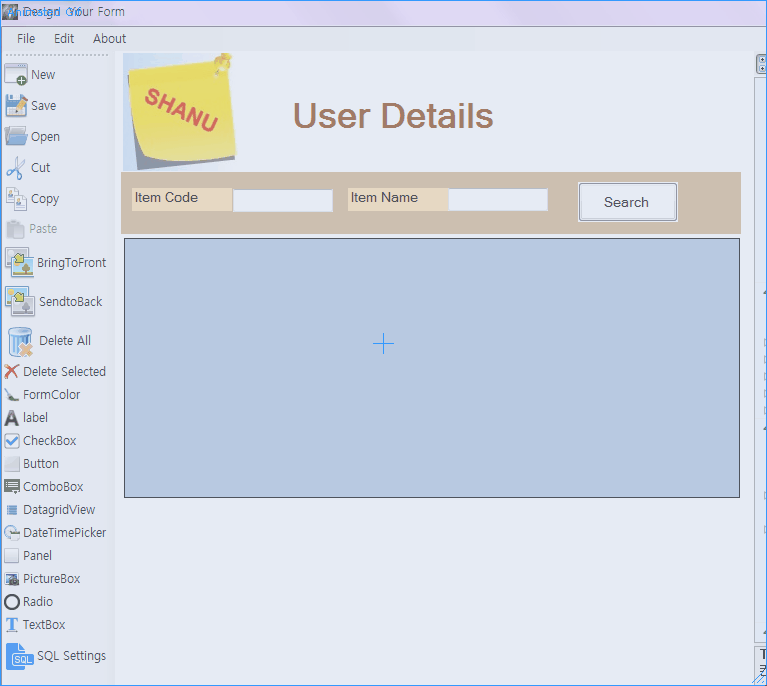 Design Your Form
File Edit About
New
Save
Open
Cut
Copy
Paste
BringToFront
SendtoBack
Delete All
Delete Selected
FormColor
label
CheckBox
Button
ComboBox
DatagridView
DateTimePicker
Panel
PictureBox
Radio
TextBox
SQL SQL Settings
SHANU
User Details
Item Code Item Name Search